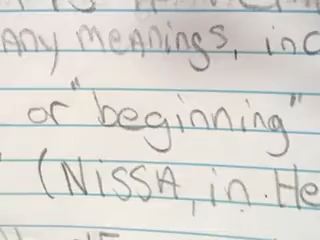 Any meanings, inc
or "beginning"
(NiSSA, in He